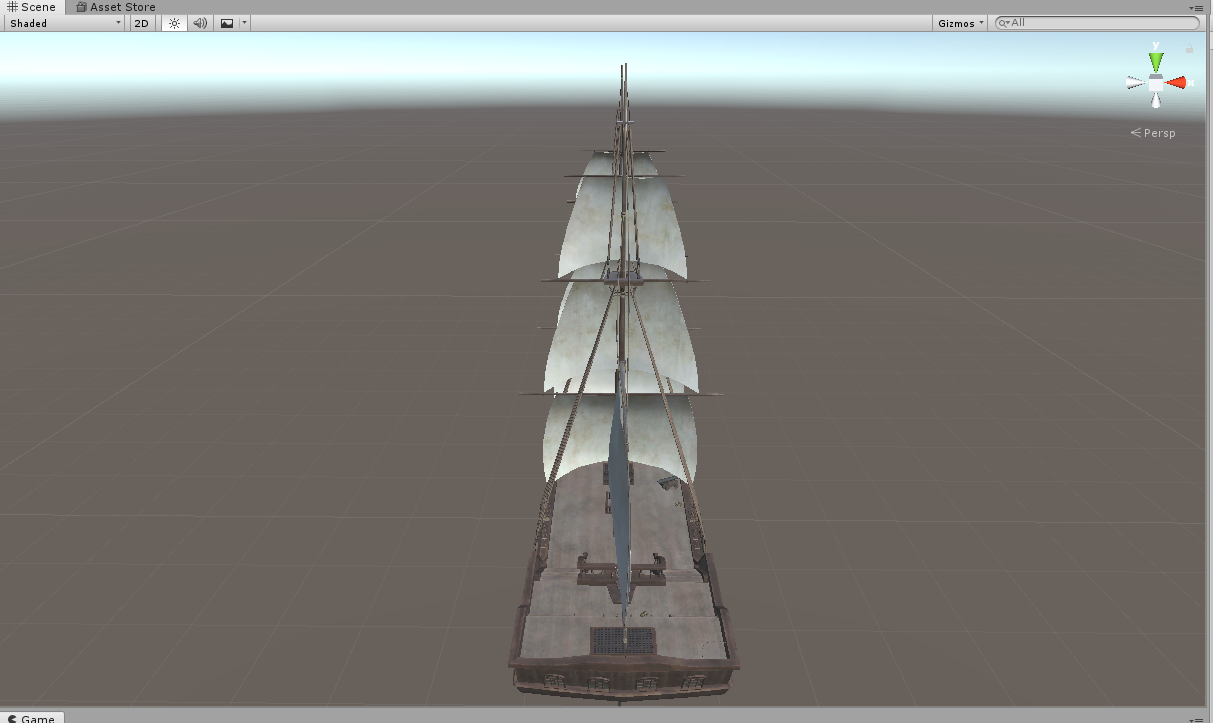 Scene Asset Store
Shaded 2D Gizmos All
y
x
Persp
Game